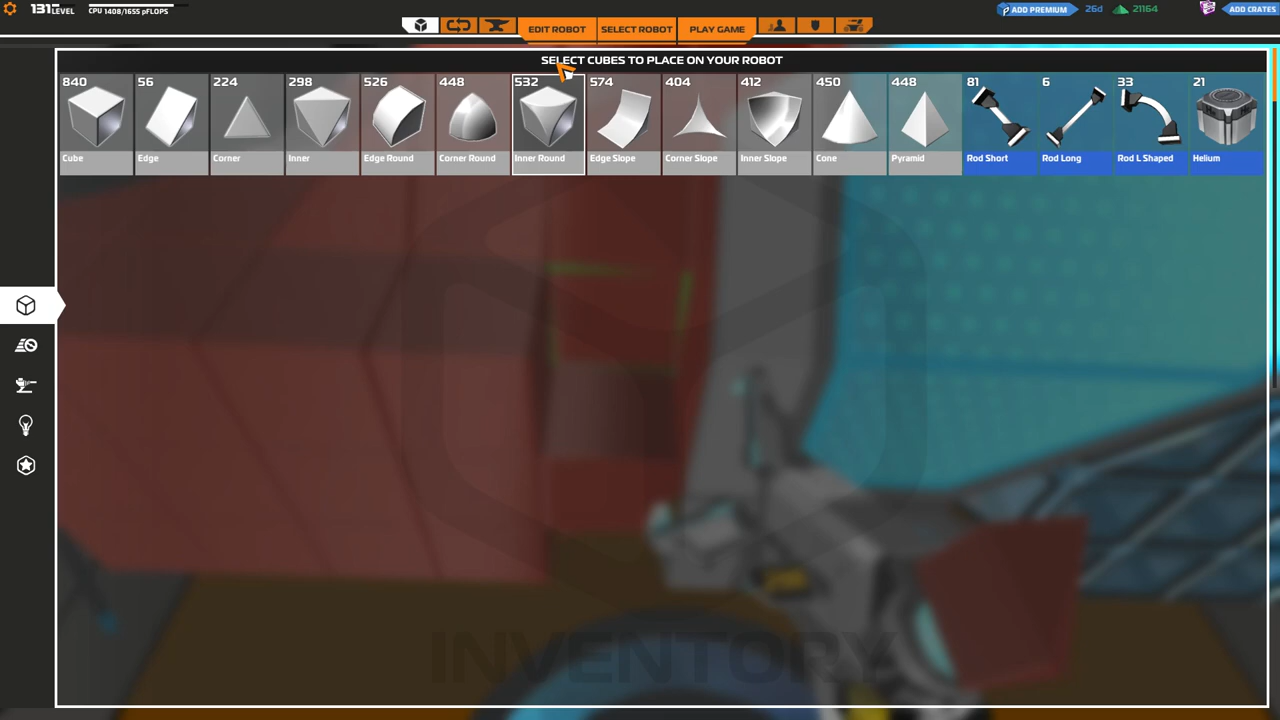 131 LEVEL CPU 1408/1655 pFLOPS ADD PREMIUM 26d 21164 ADD CRATES
EDIT ROBOT SELECT ROBOT PLAY GAME
SELECT CUBES TO PLACE ON YOUR ROBOT
840 56 224 298 526 448 532 574 404 412 450 448 81 6 33 21
Cube Edge Corner Inner Edge Round Corner Round Inner Round Edge Slope Corner Slope Inner Slope Cone Pyramid Rod Short Rod Long Rod L Shaped Helium
INVENTORY